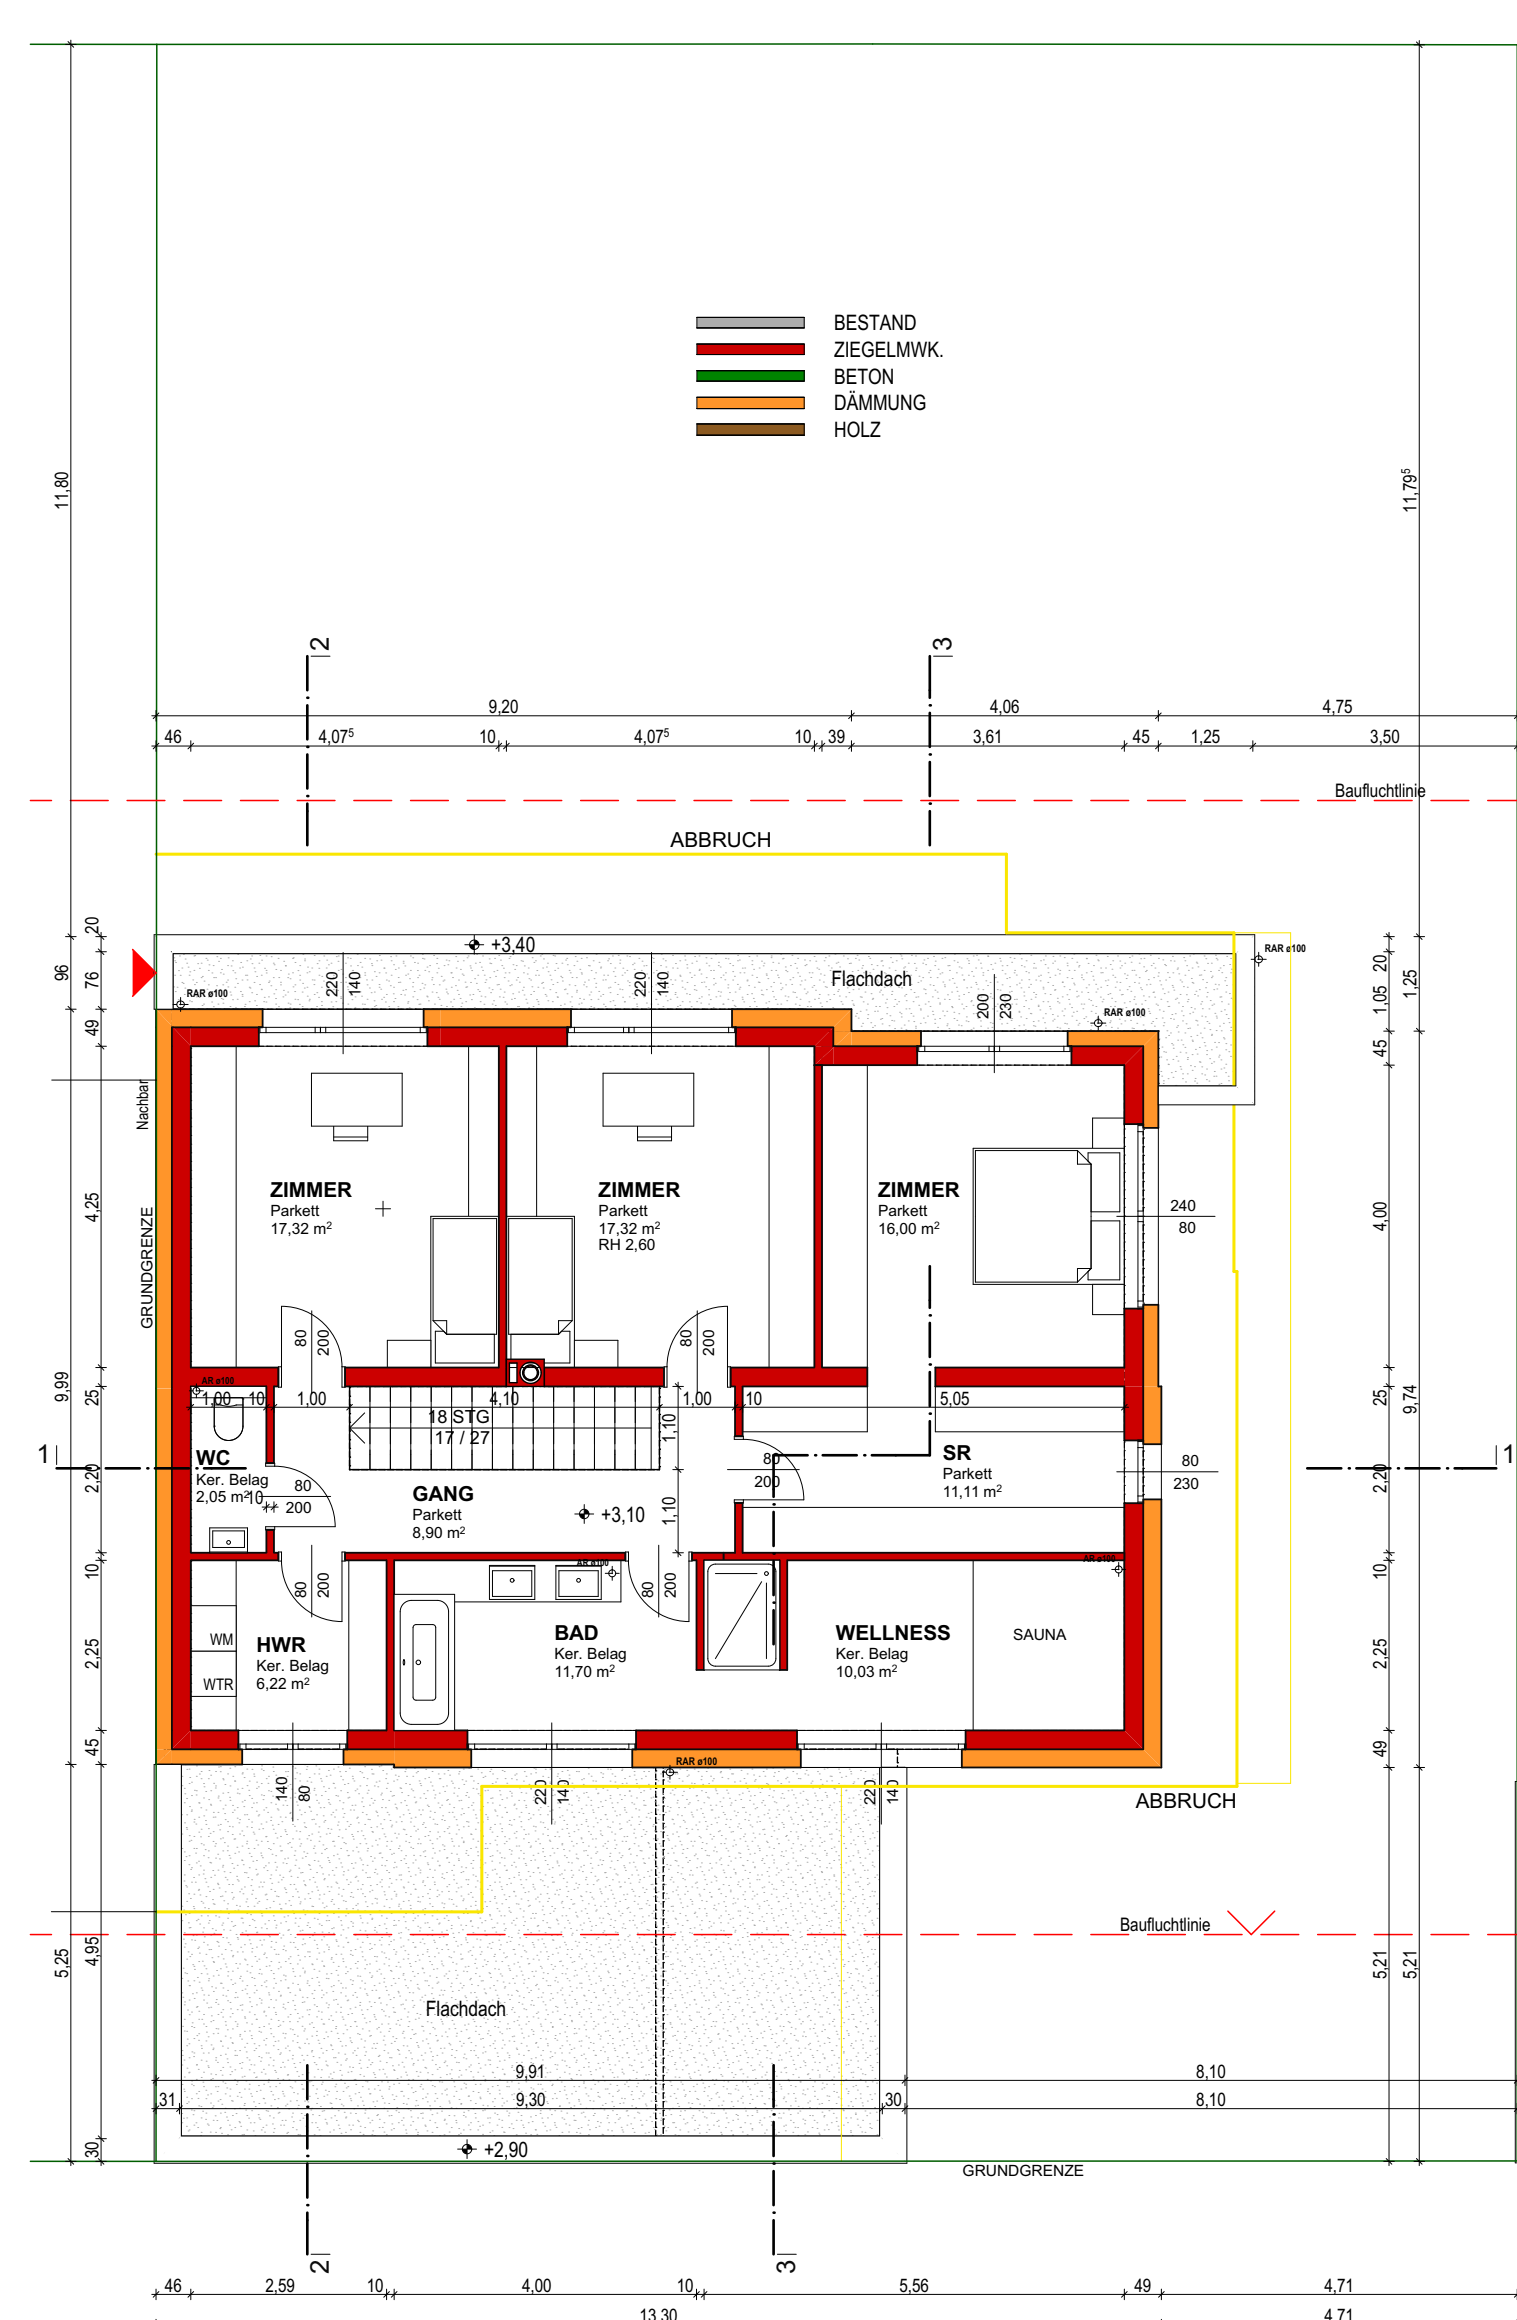 BESTAND
ZIEGELMWK.
BETON
DÄMMUNG
HOLZ
11,80
11,79⁵
2
3
9,20
4,06
4,75
46
4,07⁵
10
4,07⁵
10
39
3,61
45
1,25
3,50
Baufluchtlinie
ABBRUCH
20
96
76
49
+3,40
RAR ø100
RAR ø100
RAR ø100
Flachdach
220
140
220
140
200
230
20
1,05
1,25
45
Nachbar
GRUNDGRENZE
ZIMMER
Parkett
17,32 m²
ZIMMER
Parkett
17,32 m²
RH 2,60
ZIMMER
Parkett
16,00 m²
240
80
4,25
4,00
80
200
80
200
9,99
25
25
9,74
AR ø100
1,00
10
1,00
4,10
1,00
10
5,05
18 STG
17 / 27
1,10
1,10
1
1
WC
Ker. Belag
2,05 m²
10
80
200
GANG
Parkett
8,90 m²
+3,10
80
200
SR
Parkett
11,11 m²
80
230
2,20
2,20
10
10
AR ø100
AR ø100
80
200
80
200
WM
WTR
HWR
Ker. Belag
6,22 m²
BAD
Ker. Belag
11,70 m²
WELLNESS
Ker. Belag
10,03 m²
SAUNA
2,25
2,25
45
49
RAR ø100
140
80
220
140
220
140
ABBRUCH
Baufluchtlinie
5,25
4,95
5,21
5,21
Flachdach
9,91
8,10
31
9,30
30
8,10
30
+2,90
GRUNDGRENZE
2
3
46
2,59
10
4,00
10
5,56
49
4,71
13,30
4,71